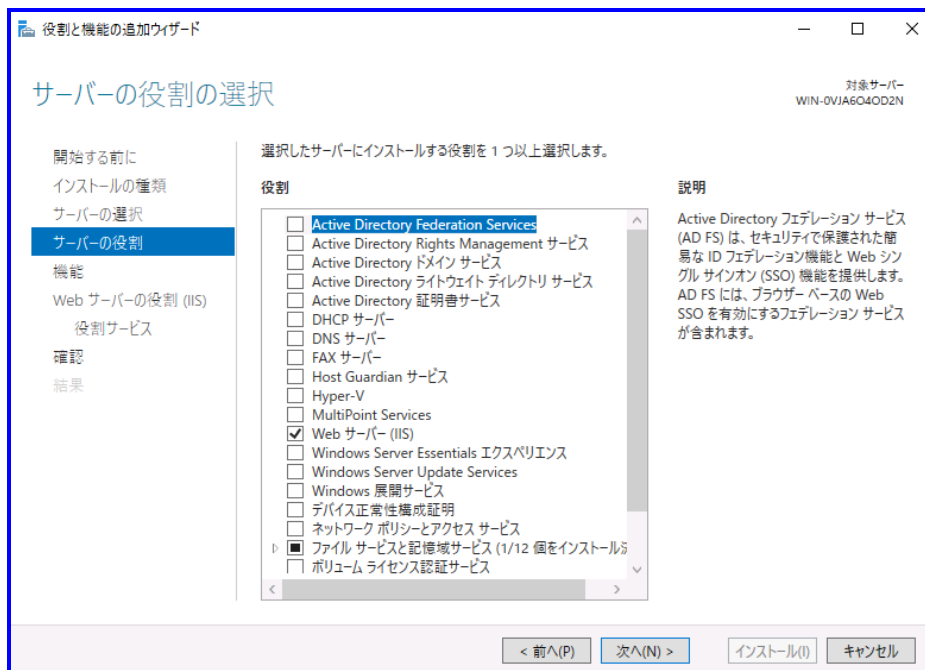 役割と機能の追加ウィザード
サーバーの役割の選択
対象サーバー
WIN-0VJA6O4OD2N
開始する前に
インストールの種類
サーバーの選択
サーバーの役割
機能
Web サーバーの役割 (IIS)
役割サービス
確認
結果
選択したサーバーにインストールする役割を 1 つ以上選択します。
役割
Active Directory Federation Services
Active Directory Rights Management サービス
Active Directory ドメイン サービス
Active Directory ライトウェイト ディレクトリ サービス
Active Directory 証明書サービス
DHCP サーバー
DNS サーバー
FAX サーバー
Host Guardian サービス
Hyper-V
MultiPoint Services
Web サーバー (IIS)
Windows Server Essentials エクスペリエンス
Windows Server Update Services
Windows 展開サービス
デバイス正常性構成証明
ネットワーク ポリシーとアクセス サービス
ファイル サービスと記憶域サービス (1/12 個をインストール済
ボリューム ライセンス認証サービス
説明
Active Directory フェデレーション サービス
(AD FS) は、セキュリティで保護された簡
易な ID フェデレーション機能と Web シン
グル サインオン (SSO) 機能を提供します。
AD FS には、ブラウザー ベースの Web
SSO を有効にするフェデレーション サービス
が含まれます。
< 前へ(P)
次へ(N) >
インストール(I)
キャンセル